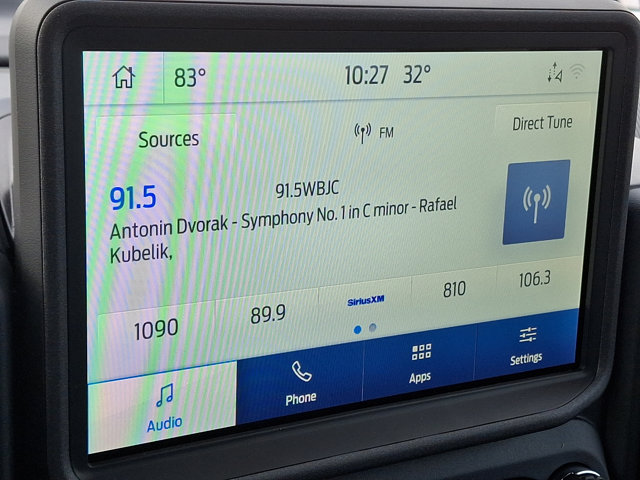 83° 10:27 32°
Sources FM Direct Tune
91.5 91.5WBJC
Antonin Dvorak - Symphony No. 1 in C minor - Rafael
Kubelik,
1090 89.9 SiriusXM 810 106.3
Audio Phone Apps Settings